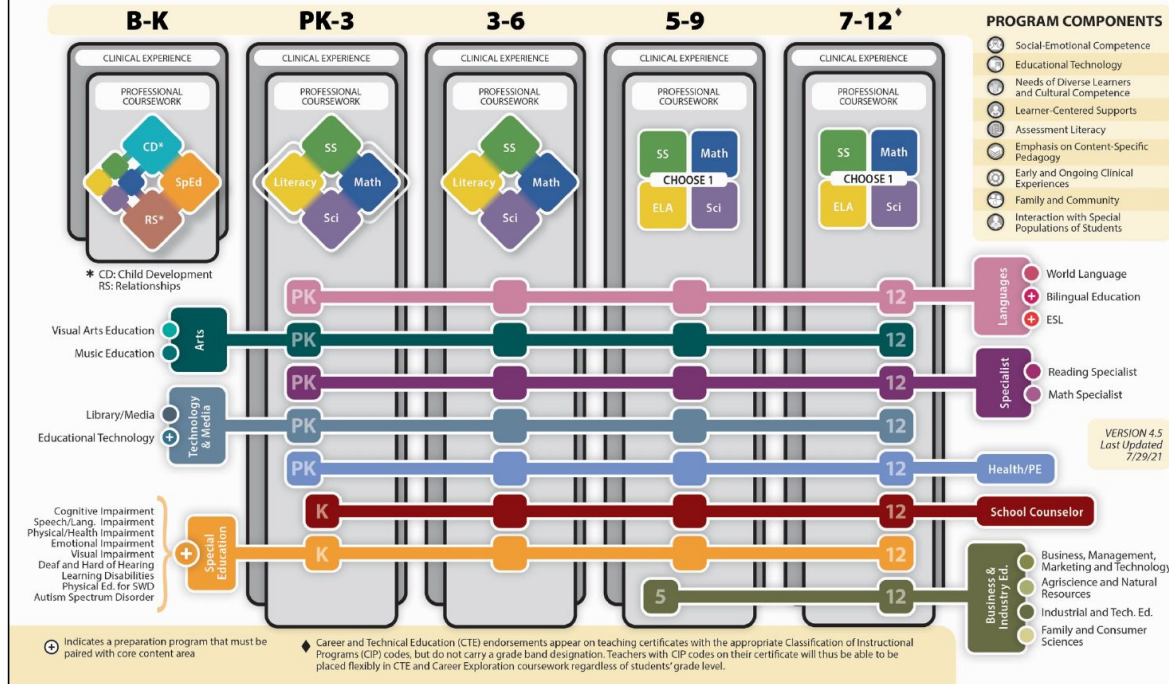 B-K
PK-3
3-6
5-9
7-12♦
CLINICAL EXPERIENCE
CLINICAL EXPERIENCE
CLINICAL EXPERIENCE
CLINICAL EXPERIENCE
CLINICAL EXPERIENCE
PROFESSIONAL
COURSEWORK
PROFESSIONAL
COURSEWORK
PROFESSIONAL
COURSEWORK
PROFESSIONAL
COURSEWORK
PROFESSIONAL
COURSEWORK
CD*
SpEd
RS*
SS
Literacy
Math
Sci
SS
Literacy
Math
Sci
SS
Math
CHOOSE 1
ELA
Sci
SS
Math
CHOOSE 1
ELA
Sci
* CD: Child Development
RS: Relationships
PROGRAM COMPONENTS
Social-Emotional Competence
Educational Technology
Needs of Diverse Learners
and Cultural Competence
Learner-Centered Supports
Assessment Literacy
Emphasis on Content-Specific
Pedagogy
Early and Ongoing Clinical
Experiences
Family and Community
Interaction with Special
Populations of Students
PK
12
Languages
World Language
Bilingual Education
ESL
Visual Arts Education
Music Education
Arts
PK
12
PK
12
Specialist
Reading Specialist
Math Specialist
Library/Media
Educational Technology
Technology
& Media
PK
12
VERSION 4.5
Last Updated
7/29/21
PK
12
Health/PE
K
12
School Counselor
Cognitive Impairment
Speech/Lang. Impairment
Physical/Health Impairment
Emotional Impairment
Visual Impairment
Deaf and Hard of Hearing
Learning Disabilities
Physical Ed. for SWD
Autism Spectrum Disorder
Special
Education
K
12
5
12
Business &
Industry Ed.
Business, Management,
Marketing and Technology
Agriscience and Natural
Resources
Industrial and Tech. Ed.
Family and Consumer
Sciences
Indicates a preparation program that must be
paired with core content area
♦ Career and Technical Education (CTE) endorsements appear on teaching certificates with the appropriate Classification of Instructional
Programs (CIP) codes, but do not carry a grade band designation. Teachers with CIP codes on their certificate will thus be able to be
placed flexibly in CTE and Career Exploration coursework regardless of students' grade level.